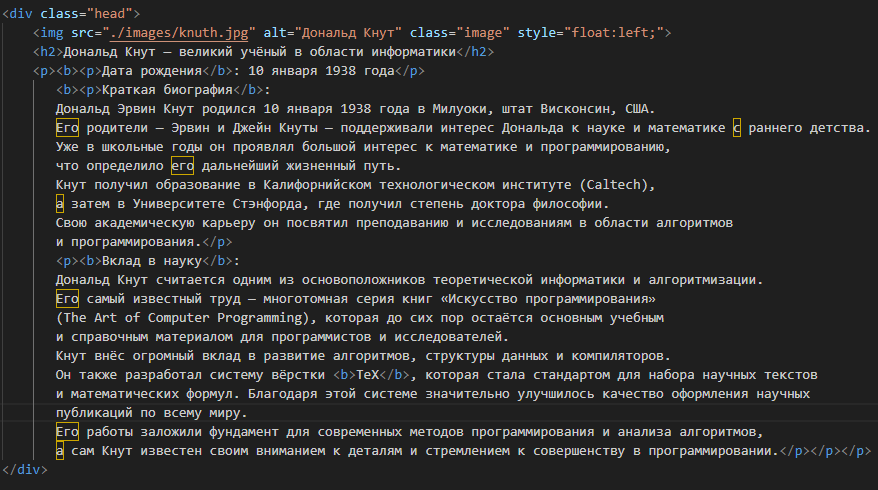 <div class="head">
<img src="./images/knuth.jpg" alt="Дональд Кнут" class="image" style="float:left;">
<h2>Дональд Кнут — великий учёный в области информатики</h2>
<p><b><p>Дата рождения</b>: 10 января 1938 года</p>
<b><p>Краткая биография</b>:
Дональд Эрвин Кнут родился 10 января 1938 года в Милуоки, штат Висконсин, США.
Его родители — Эрвин и Джейн Кнуты — поддерживали интерес Дональда к науке и математике с раннего детства.
Уже в школьные годы он проявлял большой интерес к математике и программированию,
что определило его дальнейший жизненный путь.
Кнут получил образование в Калифорнийском технологическом институте (Caltech),
а затем в Университете Стэнфорда, где получил степень доктора философии.
Свою академическую карьеру он посвятил преподаванию и исследованиям в области алгоритмов
и программирования.</p>
<p><b>Вклад в науку</b>:
Дональд Кнут считается одним из основоположников теоретической информатики и алгоритмизации.
Его самый известный труд — многотомная серия книг «Искусство программирования»
(The Art of Computer Programming), которая до сих пор остаётся основным учебным
и справочным материалом для программистов и исследователей.
Кнут внёс огромный вклад в развитие алгоритмов, структуры данных и компиляторов.
Он также разработал систему вёрстки <b>TeX</b>, которая стала стандартом для набора научных текстов
и математических формул. Благодаря этой системе значительно улучшилось качество оформления научных
публикаций по всему миру.
Его работы заложили фундамент для современных методов программирования и анализа алгоритмов,
а сам Кнут известен своим вниманием к деталям и стремлением к совершенству в программировании.</p></p></p>
</div>